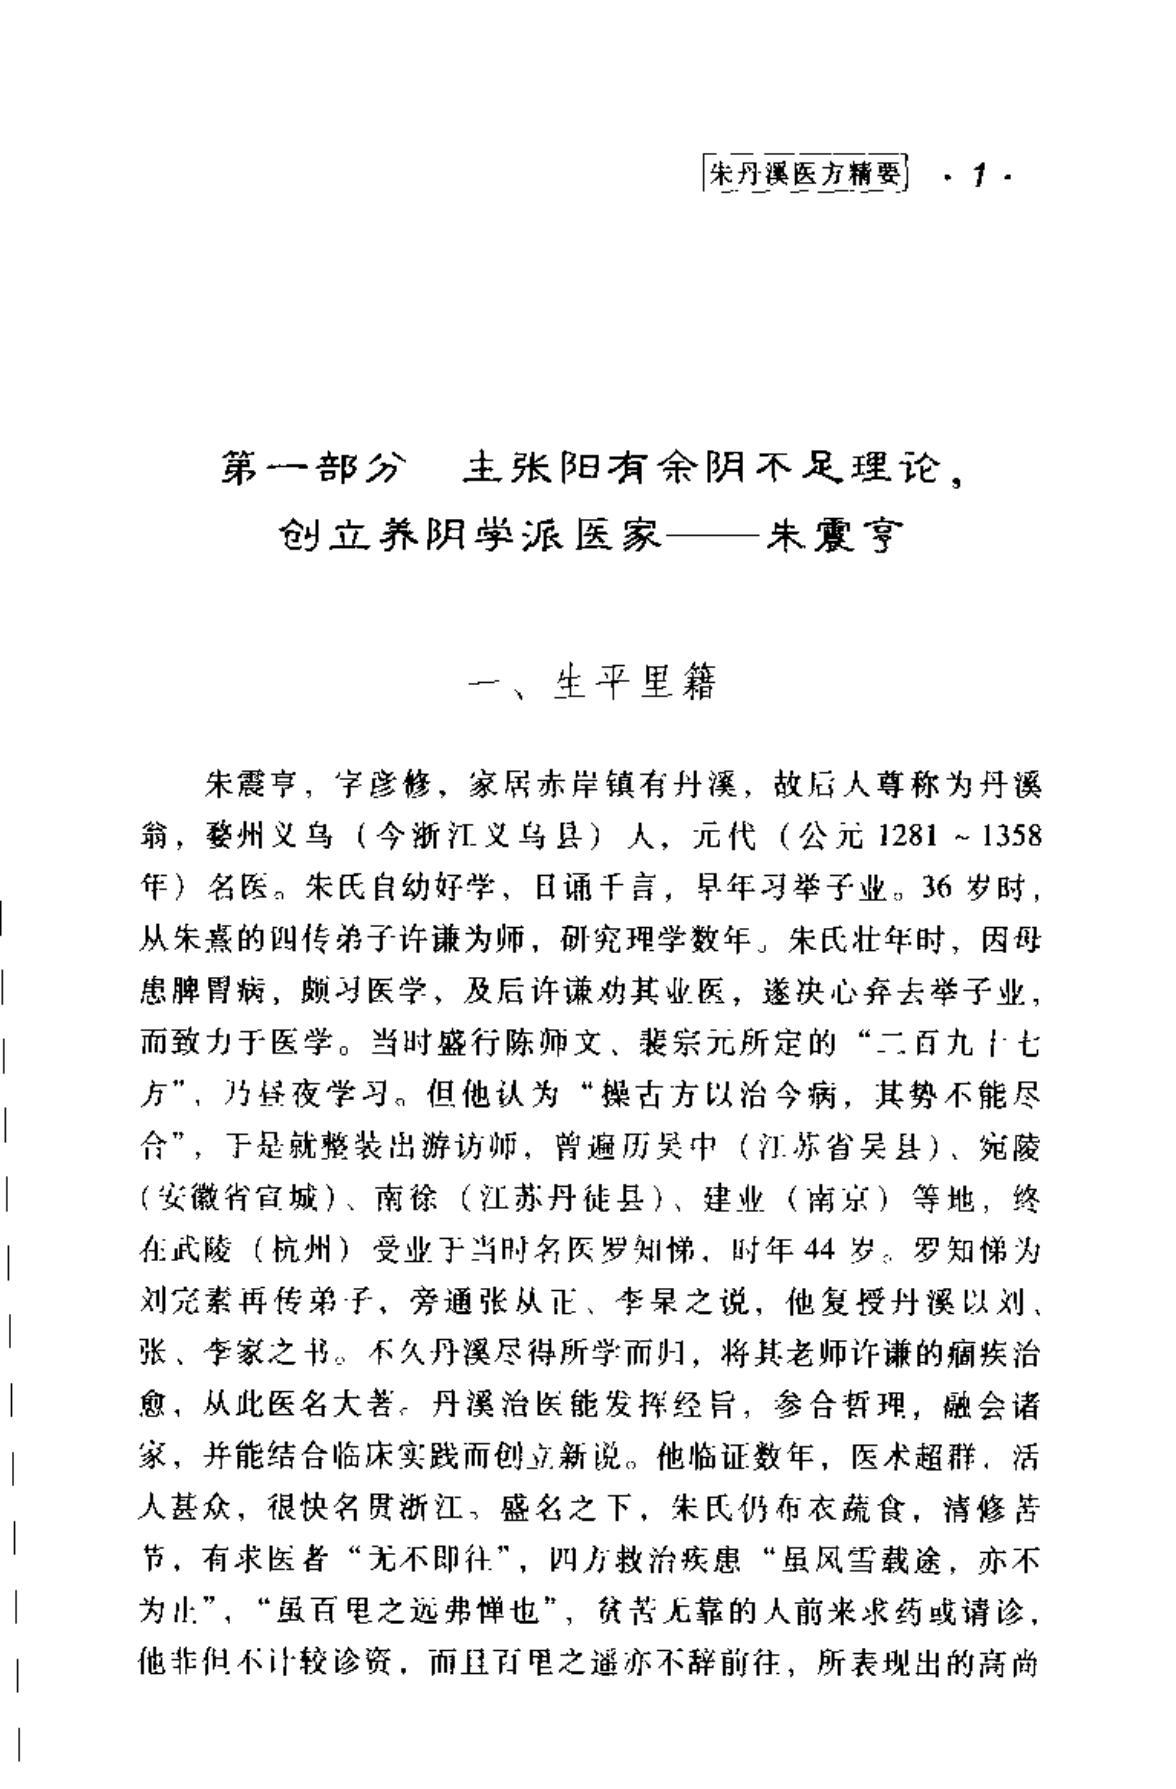 朱丹溪医方精要 · 1 ·
第一部分 主张阳有余阴不足理论，
创立养阴学派医家——朱震亨
一、生平里籍
朱震亨，字彦修，家居赤岸镇有丹溪，故后人尊称为丹溪
翁，婺州义乌（今浙江义乌县）人，元代（公元 1281 ~ 1358
年）名医。朱氏自幼好学，日诵千言，早年习举子业。36 岁时，
从朱熹的四传弟子许谦为师，研究理学数年。朱氏壮年时，因母
患脾胃病，颇习医学，及后许谦劝其业医，遂决心弃去举子业，
而致力于医学。当时盛行陈师文、裴宗元所定的“二百九十七
方”，乃昼夜学习。但他认为“操古方以治今病，其势不能尽
合”，于是就整装出游访师，曾遍历吴中（江苏省吴县）、宛陵
（安徽省宣城）、南徐（江苏丹徒县）、建业（南京）等地，终
在武陵（杭州）受业于当时名医罗知悌，时年 44 岁。罗知悌为
刘完素再传弟子，旁通张从正、李杲之说，他复授丹溪以刘、
张、李家之书。不久丹溪尽得所学而归，将其老师许谦的痼疾治
愈，从此医名大著。丹溪治医能发挥经旨，参合哲理，融会诸
家，并能结合临床实践而创立新说。他临证数年，医术超群，活
人甚众，很快名贯浙江。盛名之下，朱氏仍布衣蔬食，清修苦
节，有求医者“无不即往”，四方救治疾患“虽风雪载途，亦不
为止”，“虽百里之远弗惮也”，贫苦无靠的人前来求药或请诊，
他非但不计较诊资，而且百里之遥亦不辞前往，所表现出的高尚